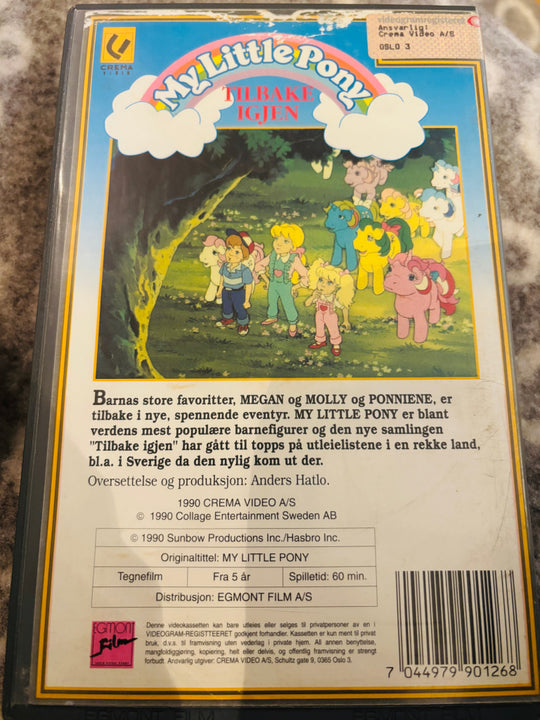 videogramregisteret
Ansvarlig:
Crema Video A/S
OSLO 3
CREMA
VIDEO
My Little Pony
TILBAKE
IGJEN
Barnas store favoritter, MEGAN og MOLLY og PONNIENE, er
tilbake i nye, spennende eventyr. MY LITTLE PONY er blant
verdens mest populære barnefigurer og den nye samlingen
"Tilbake igjen" har gått til topps på utleielistene i en rekke land,
bl.a. i Sverige da den nylig kom ut der.
Oversettelse og produksjon: Anders Hatlo.
1990 CREMA VIDEO A/S
© 1990 Collage Entertainment Sweden AB
© 1990 Sunbow Productions Inc./Hasbro Inc.
Originaltittel: MY LITTLE PONY
Tegnefilm Fra 5 år Spilletid: 60 min.
Distribusjon: EGMONT FILM A/S
EGMONT
Film
Denne videokassetten kan bare utleies eller selges til privatpersoner av en i
VIDEOGRAM-REGISTTEERET godkjent forhandler. Kassetten er kun ment til privat
bruk, d.v.s. til framvisning uten vederlag i private hjem. All annen benyttelse,
mangfoldiggjøring, kopiering, helt eller delvis, og offentlig framvisning er strengt
forbudt. Ansvarlig utgiver: CREMA VIDEO A/S, Schultz gate 9, 0365 Oslo 3.
7 044979 901268
EGMONT FILM